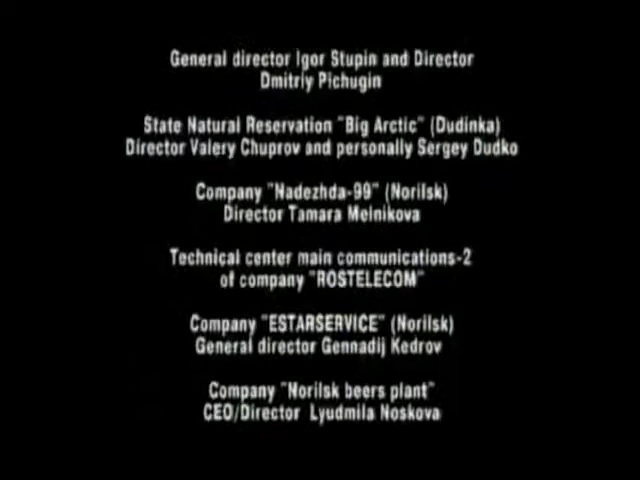 General director Igor Stupin and Director
Dmitriy Pichugin
State Natural Reservation "Big Arctic" (Dudinka)
Director Valery Chuprov and personally Sergey Dudko
Company "Nadezhda-99" (Norilsk)
Director Tamara Melnikova
Technical center main communications-2
of company "ROSTELECOM"
Company "ESTARSERVICE" (Norilsk)
General director Gennadij Kedrov
Company "Norilsk beers plant"
CEO/Director Lyudmila Noskova